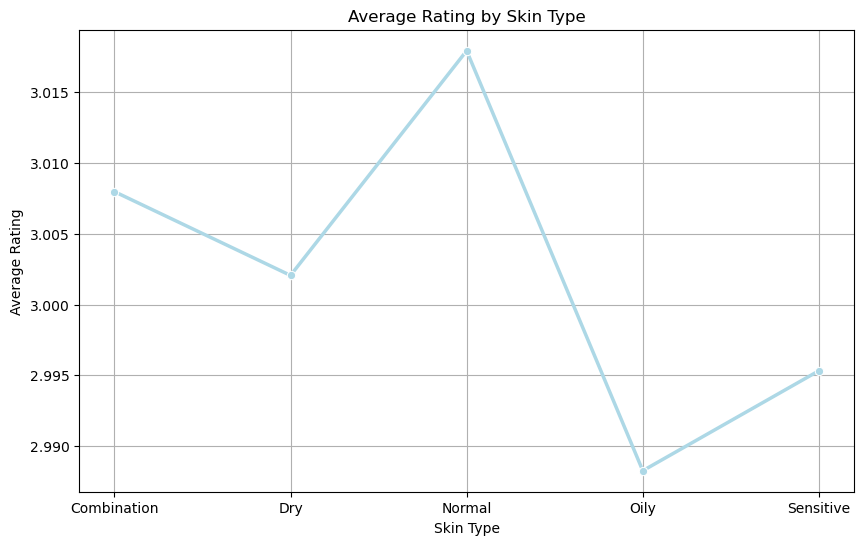 Average Rating by Skin Type
Average Rating
3.015
3.010
3.005
3.000
2.995
2.990
Combination Dry Normal Oily Sensitive
Skin Type